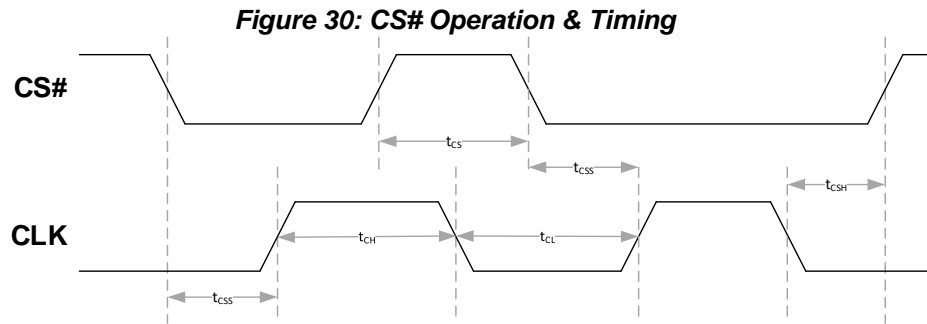 Figure 30: CS# Operation & Timing
CS#
tCS
tCSS
tCSH
CLK
tCH
tCL
tCSS